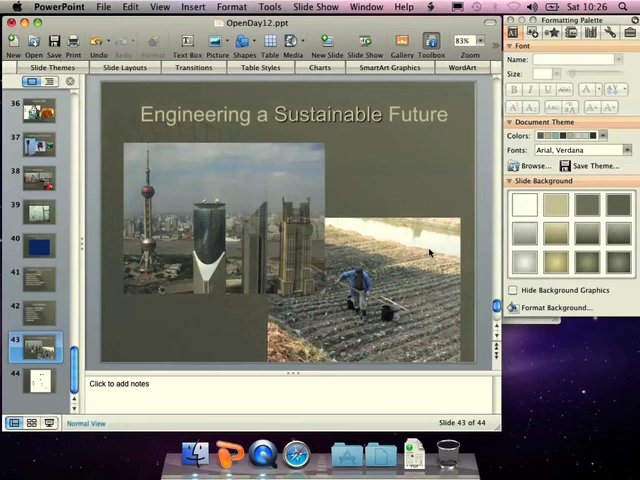 PowerPoint File Edit View Insert Format Tools Slide Show Window Help Sat 10:26
OpenDay12.ppt
New Open Save Print Undo Redo Format Text Box Picture Shapes Table Media New Slide Slide Show Gallery Toolbox Zoom
83%
Slide Themes Slide Layouts Transitions Table Styles Charts SmartArt Graphics WordArt
36
37
38
39
40
41
42
43
44
Engineering a Sustainable Future
Click to add notes
Normal View
Slide 43 of 44
Formatting Palette
Font
Name:
Size:
B I U
Document Theme
Colors:
Fonts: Arial, Verdana
Browse... Save Theme...
Slide Background
Hide Background Graphics
Format Background...